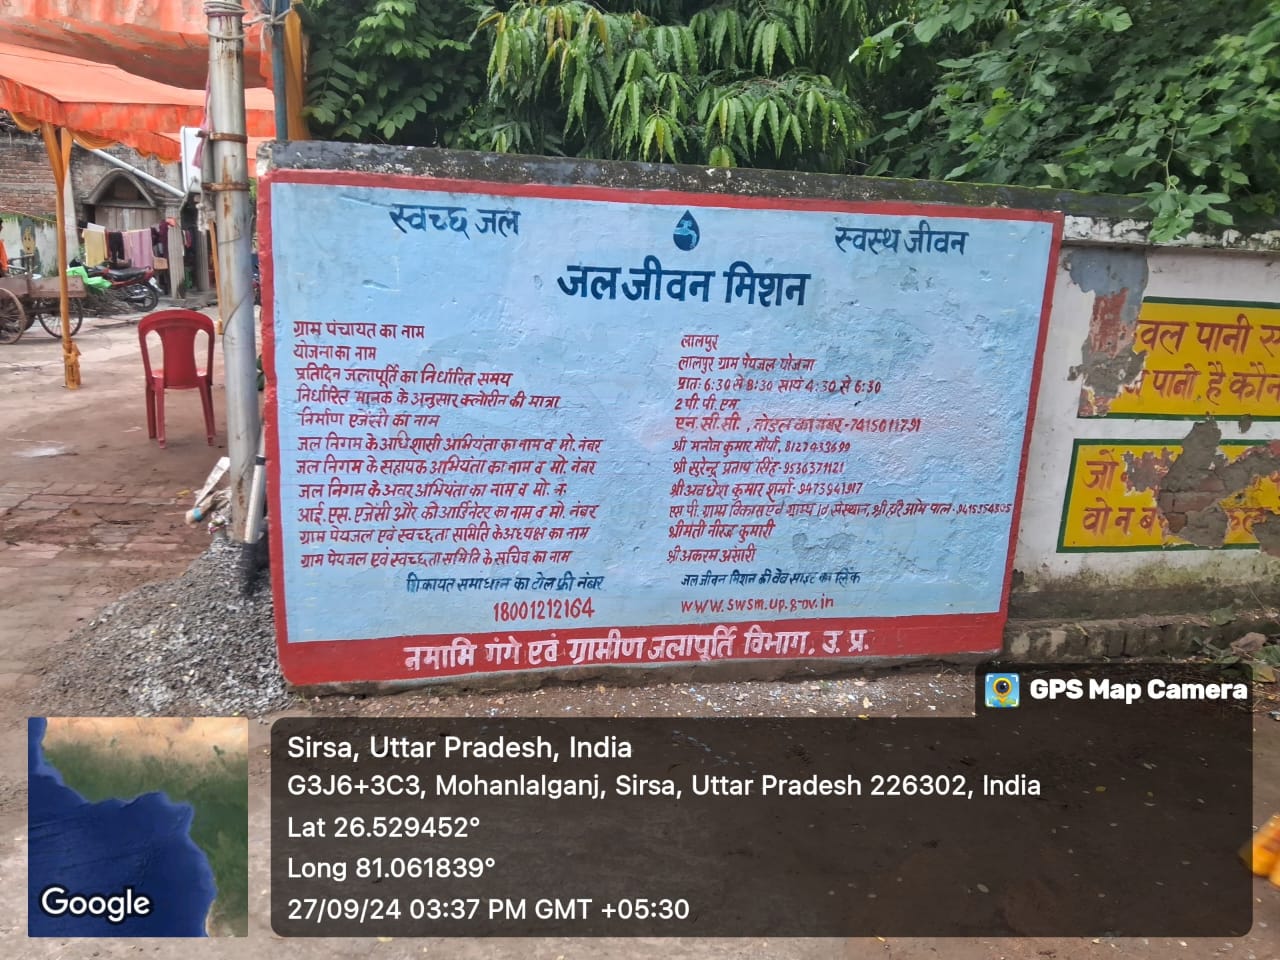 स्वच्छ जल
स्वस्थ जीवन
जल जीवन मिशन
ग्राम पंचायत का नाम लालपुर
योजना का नाम लालपुर ग्राम पेयजल योजना
प्रतिदिन जलापूर्ति का निर्धारित समय प्रातः 6:30 से 8:30 सायं 4:30 से 6:30
निर्धारित मानक के अनुसार क्लोरीन की मात्रा 2 पी. पी. एम
निर्माण एजेंसी का नाम एन. सी. सी. , नंबर-7415011791
जल निगम के अधिशासी अभियंता का नाम व मो. नंबर श्री मनोज कुमार मौर्या, 8127433699
जल निगम के सहायक अभियंता का नाम व मो. नंबर श्री सुरेन्द्र प्रताप सिंह- 9536371121
जल निगम के अवर अभियंता का नाम व मो. न. श्री अवधेश कुमार शर्मा- 9473941917
आई. एस. एजेंसी और को आर्डिनेटर का नाम व मो. नंबर एस. पी. ग्राम विकास एवं संस्थान, श्री हरि ओम पाल -
ग्राम पेयजल एवं स्वच्छता समिति के अध्यक्ष का नाम श्रीमती नीरज कुमारी
ग्राम पेयजल एवं स्वच्छता समिति के सचिव का नाम श्री अकरम अंसारी
शिकायत समाधान का टोल फ्री नंबर जल जीवन मिशन की वेब साइट का लिंक
18001212164 www.swsm.up.gov.in
नमामि गंगे एवं ग्रामीण जलापूर्ति विभाग, उ. प्र.
पानी
पानी है कौन
जो
वो न
GPS Map Camera
Sirsa, Uttar Pradesh, India
G3J6+3C3, Mohanlalganj, Sirsa, Uttar Pradesh 226302, India
Lat 26.529452°
Long 81.061839°
27/09/24 03:37 PM GMT +05:30
Google